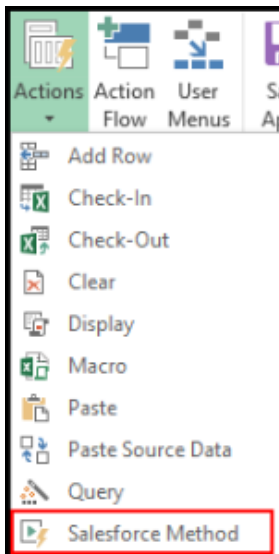 Actions Action User
Flow Menus
Add Row
Check-In
Check-Out
Clear
Display
Macro
Paste
Paste Source Data
Query
Salesforce Method